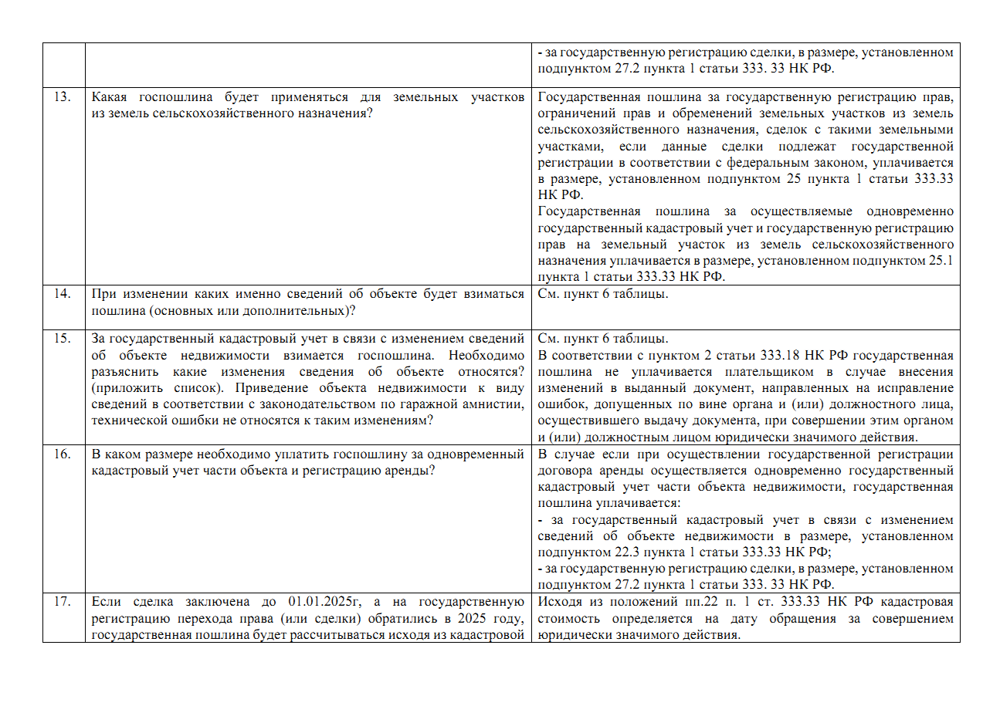 - за государственную регистрацию сделки, в размере, установленном
подпунктом 27.2 пункта 1 статьи 333. 33 НК РФ.
13.
Какая госпошлина будет применяться для земельных участков
из земель сельскохозяйственного назначения?
Государственная пошлина за государственную регистрацию прав,
ограничений прав и обременений земельных участков из земель
сельскохозяйственного назначения, сделок с такими земельными
участками, если данные сделки подлежат государственной
регистрации в соответствии с федеральным законом, уплачивается
в размере, установленном подпунктом 25 пункта 1 статьи 333.33
НК РФ.
Государственная пошлина за осуществляемые одновременно
государственный кадастровый учет и государственную регистрацию
прав на земельный участок из земель сельскохозяйственного
назначения уплачивается в размере, установленном подпунктом 25.1
пункта 1 статьи 333.33 НК РФ.
14.
При изменении каких именно сведений об объекте будет взиматься
пошлина (основных или дополнительных)?
См. пункт 6 таблицы.
15.
За государственный кадастровый учет в связи с изменением сведений
об объекте недвижимости взимается госпошлина. Необходимо
разъяснить какие изменения сведения об объекте относятся?
(приложить список). Приведение объекта недвижимости к виду
сведений в соответствии с законодательством по гаражной амнистии,
технической ошибки не относятся к таким изменениям?
См. пункт 6 таблицы.
В соответствии с пунктом 2 статьи 333.18 НК РФ государственная
пошлина не уплачивается плательщиком в случае внесения
изменений в выданный документ, направленных на исправление
ошибок, допущенных по вине органа и (или) должностного лица,
осуществившего выдачу документа, при совершении этим органом
и (или) должностным лицом юридически значимого действия.
16.
В каком размере необходимо уплатить госпошлину за одновременный
кадастровый учет части объекта и регистрацию аренды?
В случае если при осуществлении государственной регистрации
договора аренды осуществляется одновременно государственный
кадастровый учет части объекта недвижимости, государственная
пошлина уплачивается:
- за государственный кадастровый учет в связи с изменением
сведений об объекте недвижимости в размере, установленном
подпунктом 22.3 пункта 1 статьи 333.33 НК РФ;
- за государственную регистрацию сделки, в размере, установленном
подпунктом 27.2 пункта 1 статьи 333. 33 НК РФ.
17.
Если сделка заключена до 01.01.2025г, а на государственную
регистрацию перехода права (или сделки) обратились в 2025 году,
государственная пошлина будет рассчитываться исходя из кадастровой
Исходя из положений пп.22 п. 1 ст. 333.33 НК РФ кадастровая
стоимость определяется на дату обращения за совершением
юридически значимого действия.